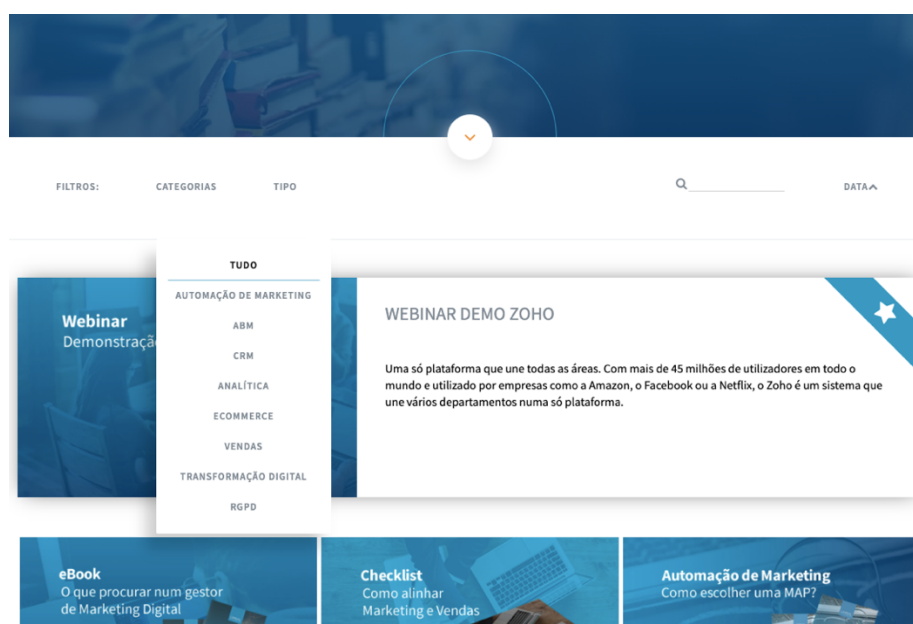 FILTROS:
CATEGORIAS
TIPO
DATA
TUDO
AUTOMAÇÃO DE MARKETING
ABM
CRM
ANALÍTICA
ECOMMERCE
VENDAS
TRANSFORMAÇÃO DIGITAL
RGPD
Webinar
WEBINAR DEMO ZOHO
Uma só plataforma que une todas as áreas. Com mais de 45 milhões de utilizadores em todo o
mundo e utilizado por empresas como a Amazon, o Facebook ou a Netflix, o Zoho é um sistema que
une vários departamentos numa só plataforma.
eBook
O que procurar num gestor
de Marketing Digital
Checklist
Como alinhar
Marketing e Vendas
Automação de Marketing
Como escolher uma MAP?